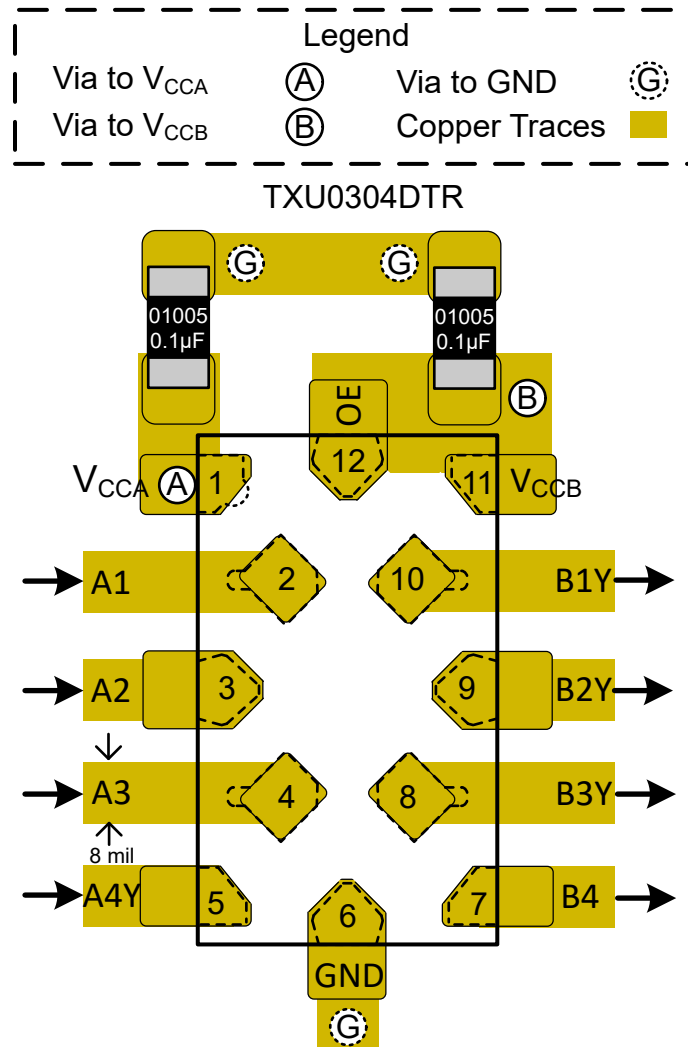 Legend
Via to VCCA A Via to GND G
Via to VCCB B Copper Traces
TXU0304DTR
G G
01005 01005
0.1µF 0.1µF
OE B
VCCA A 1 12 11 VCCB
A1 2 10 B1Y
A2 3 9 B2Y
A3 4 8 B3Y
8 mil
A4Y 5 6 7 B4
GND
G